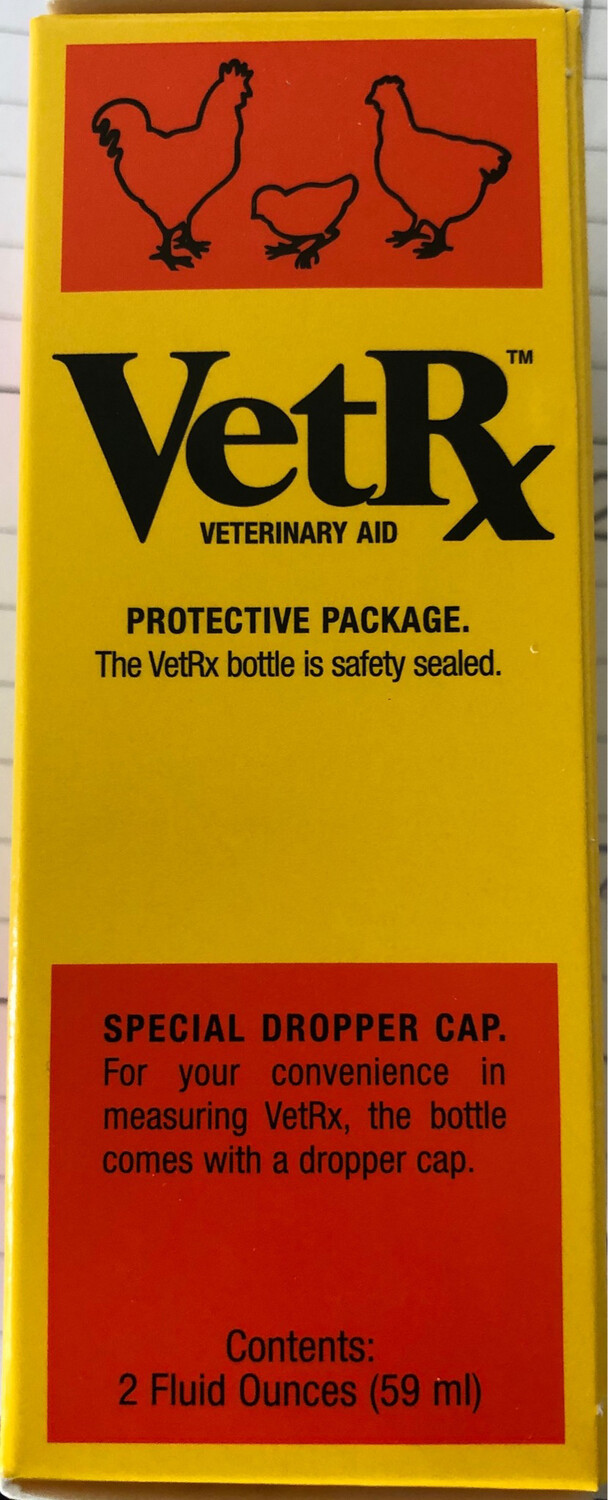 VetRx™
VETERINARY AID
PROTECTIVE PACKAGE.
The VetRx bottle is safety sealed.
SPECIAL DROPPER CAP.
For your convenience in
measuring VetRx, the bottle
comes with a dropper cap.
Contents:
2 Fluid Ounces (59 ml)